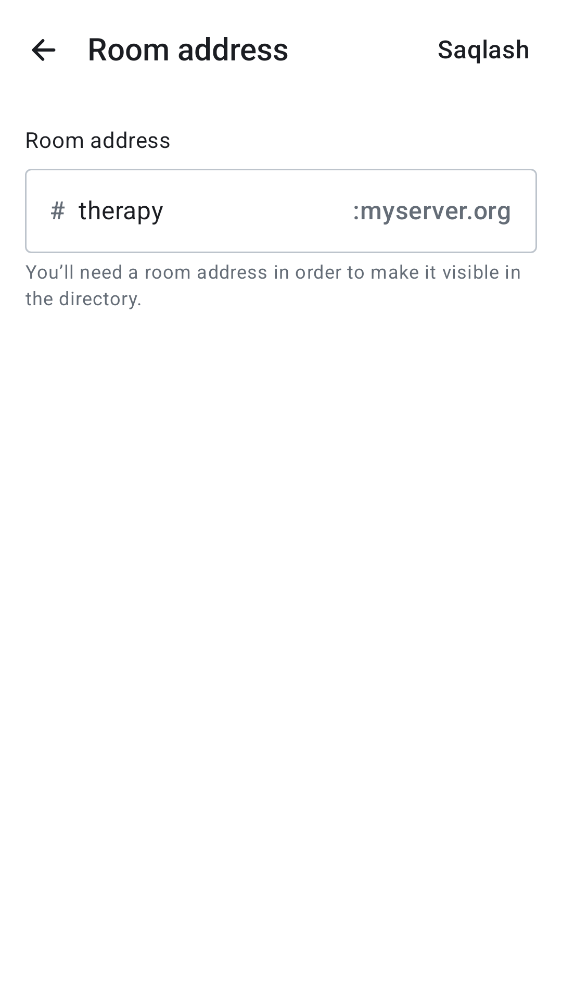 Room address Saqlash
Room address
# therapy :myserver.org
You’ll need a room address in order to make it visible in
the directory.